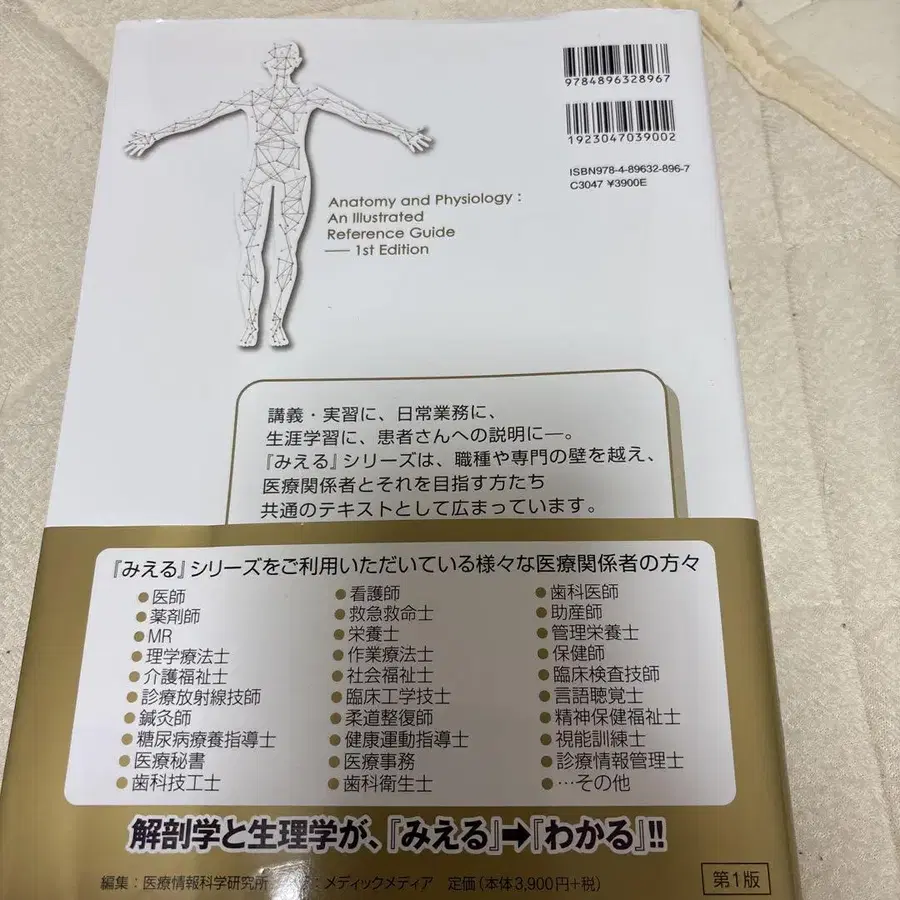 9784896328967
1923047039002
ISBN978-4-89632-896-7
C3047 ¥3900E
Anatomy and Physiology :
An Illustrated
Reference Guide
— 1st Edition
講義・実習に、日常業務に、
生涯学習に、患者さんへの説明に―。
『みえる』シリーズは、職種や専門の壁を越え、
医療関係者とそれを目指す方たち
共通のテキストとして広まっています。
『みえる』シリーズをご利用いただいている様々な医療関係者の方々
●医師 ●看護師 ●歯科医師
●薬剤師 ●救急救命士 ●助産師
●MR ●栄養士 ●管理栄養士
●理学療法士 ●作業療法士 ●保健師
●介護福祉士 ●社会福祉士 ●臨床検査技師
●診療放射線技師 ●臨床工学技士 ●言語聴覚士
●鍼灸師 ●柔道整復師 ●精神保健福祉士
●糖尿病療養指導士 ●健康運動指導士 ●視能訓練士
●医療秘書 ●医療事務 ●診療情報管理士
●歯科技工士 ●歯科衛生士 ●…その他
解剖学と生理学が、『みえる』➡『わかる』!!
編集:医療情報科学研究所 :メディックメディア 定価(本体3,900円+税) 第1版